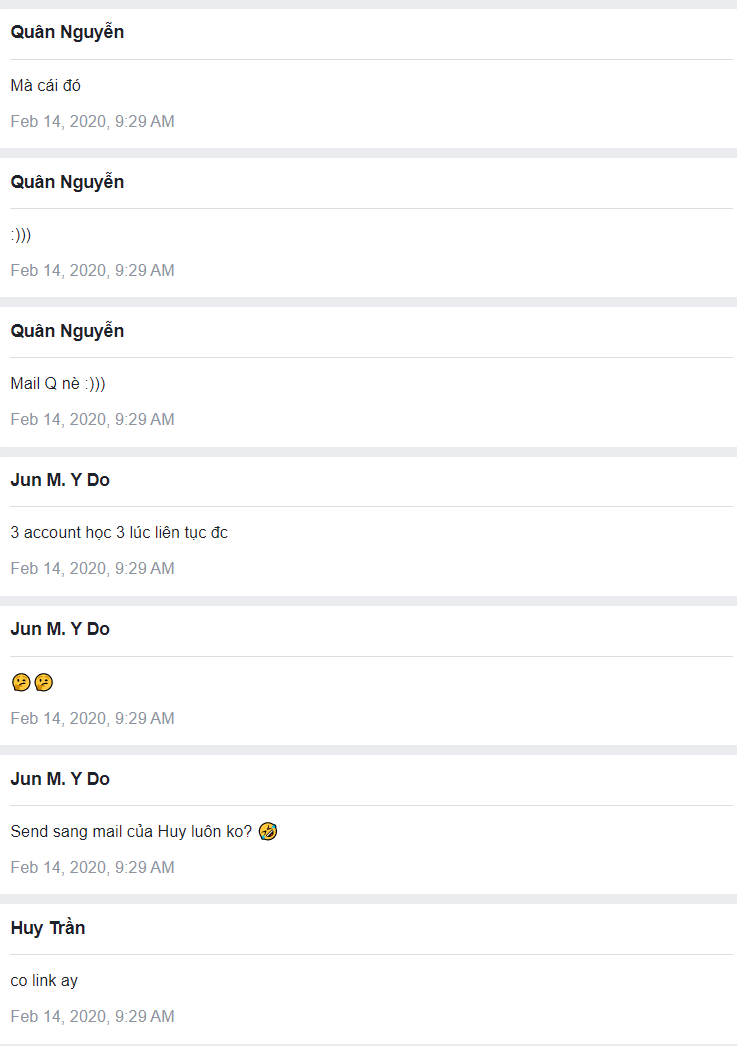 Quân Nguyễn
Mà cái đó
Feb 14, 2020, 9:29 AM
Quân Nguyễn
:)))
Feb 14, 2020, 9:29 AM
Quân Nguyễn
Mail Q nè :)))
Feb 14, 2020, 9:29 AM
Jun M. Y Do
3 account học 3 lúc liên tục đc
Feb 14, 2020, 9:29 AM
Jun M. Y Do
🤔🤔
Feb 14, 2020, 9:29 AM
Jun M. Y Do
Send sang mail của Huy luôn ko? 🤣
Feb 14, 2020, 9:29 AM
Huy Trần
co link ay
Feb 14, 2020, 9:29 AM